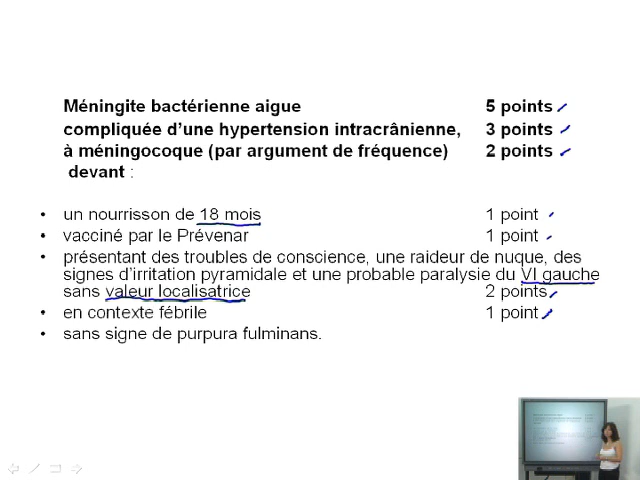 Méningite bactérienne aigue 5 points
compliquée d'une hypertension intracrânienne, 3 points
à méningocoque (par argument de fréquence) 2 points
devant :
• un nourrisson de 18 mois 1 point
• vacciné par le Prévenar 1 point
• présentant des troubles de conscience, une raideur de nuque, des
signes d'irritation pyramidale et une probable paralysie du VI gauche
sans valeur localisatrice 2 points
• en contexte fébrile 1 point
• sans signe de purpura fulminans.